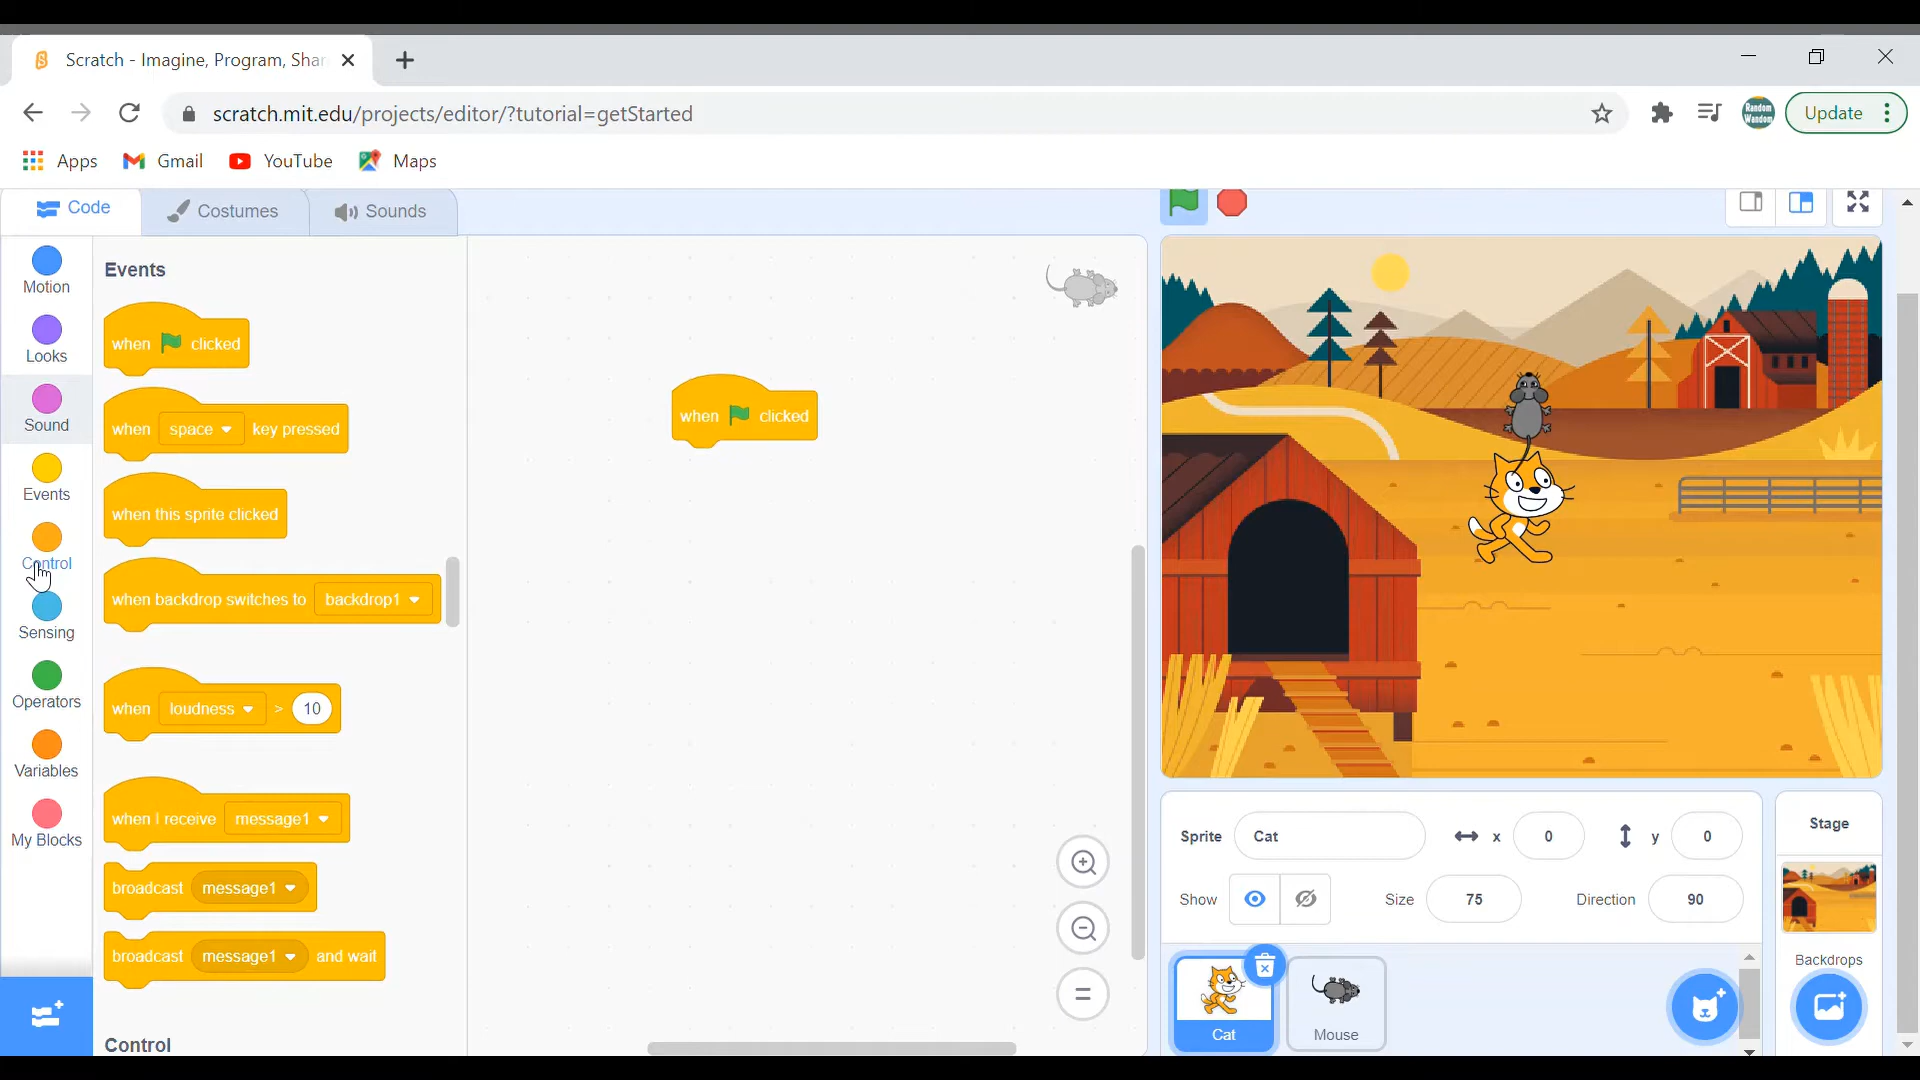 Scratch - Imagine, Program, Shar
scratch.mit.edu/projects/editor/?tutorial=getStarted
Random
Wandom
Update
Apps
Gmail
YouTube
Maps
Code
Costumes
Sounds
Motion
Looks
Sound
Events
Control
Sensing
Operators
Variables
My Blocks
Events
when clicked
when space key pressed
when this sprite clicked
when backdrop switches to backdrop1
when loudness > 10
when I receive message1
broadcast message1
broadcast message1 and wait
Control
when clicked
Sprite Cat x 0 y 0
Show Size 75 Direction 90
Cat
Mouse
Stage
Backdrops